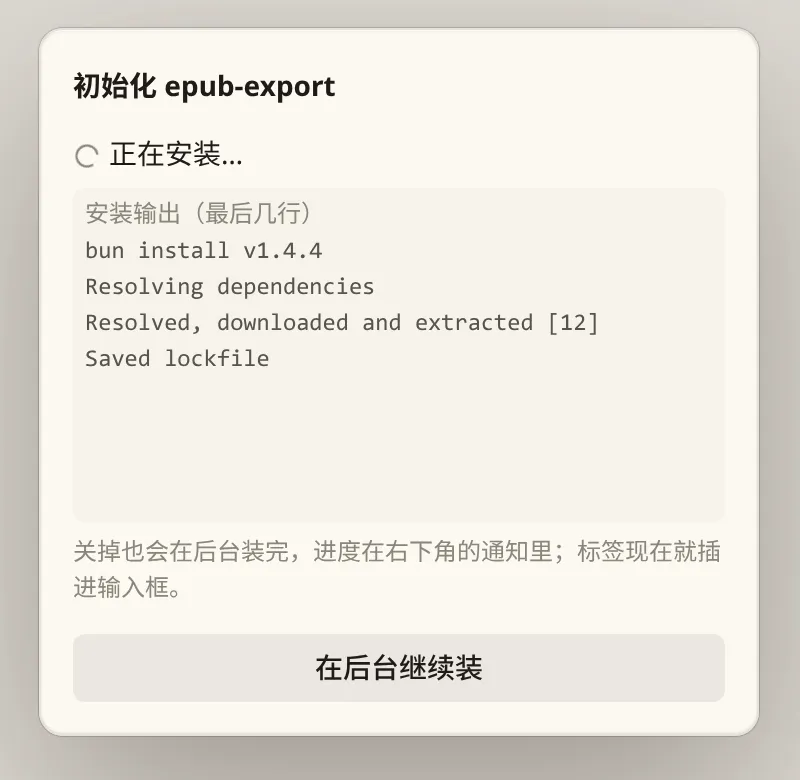 初始化 epub-export
正在安装...
安装输出（最后几行）
bun install v1.4.4
Resolving dependencies
Resolved, downloaded and extracted [12]
Saved lockfile
关掉也会在后台装完，进度在右下角的通知里；标签现在就插
进输入框。
在后台继续装